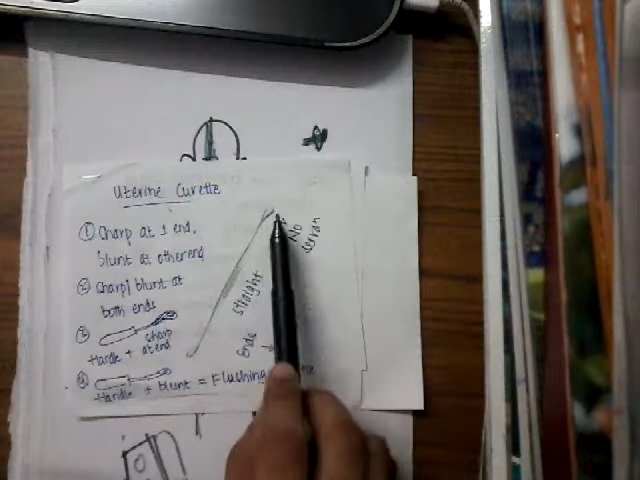 Uterine Curette
① Sharp at 1 end,
blunt at other end
② Sharp/blunt at
both ends
③
Handle + sharp
at end
④
Handle + blunt = Flushing
straight
Ends →
No
serran